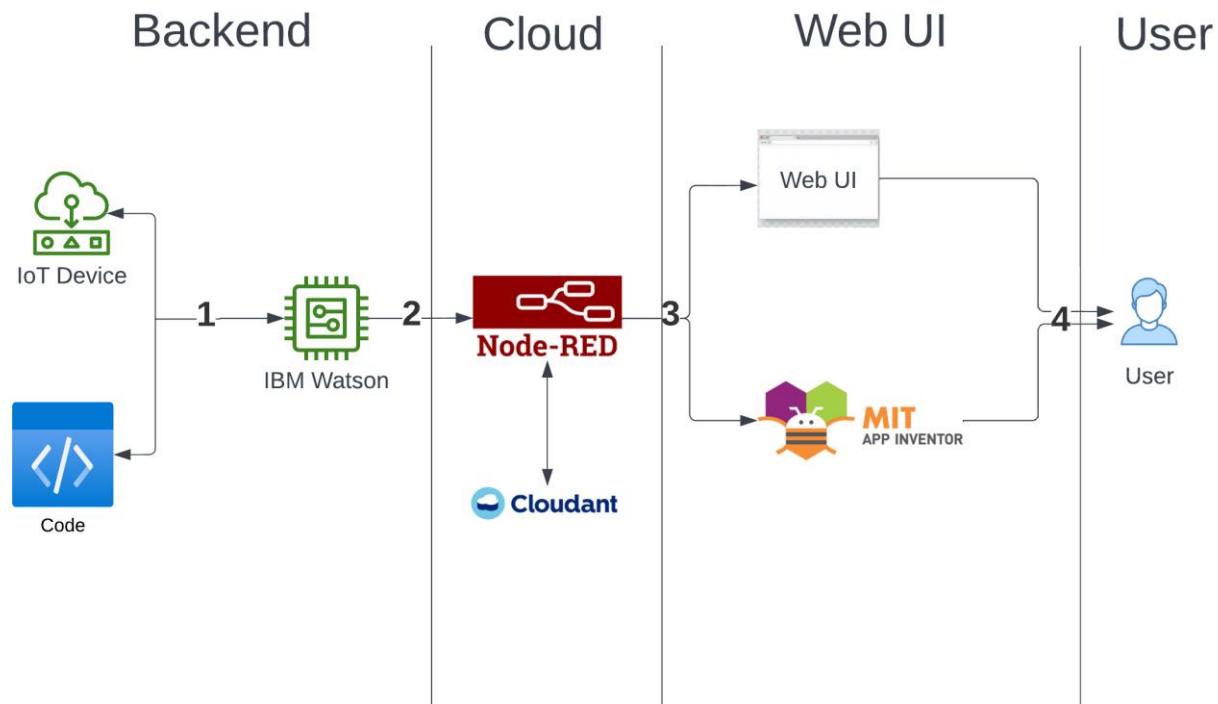 Backend
Cloud
Web UI
User
IoT Device
Code
1
IBM Watson
2
Node-RED
Cloudant
3
Web UI
MIT
APP INVENTOR
4
User